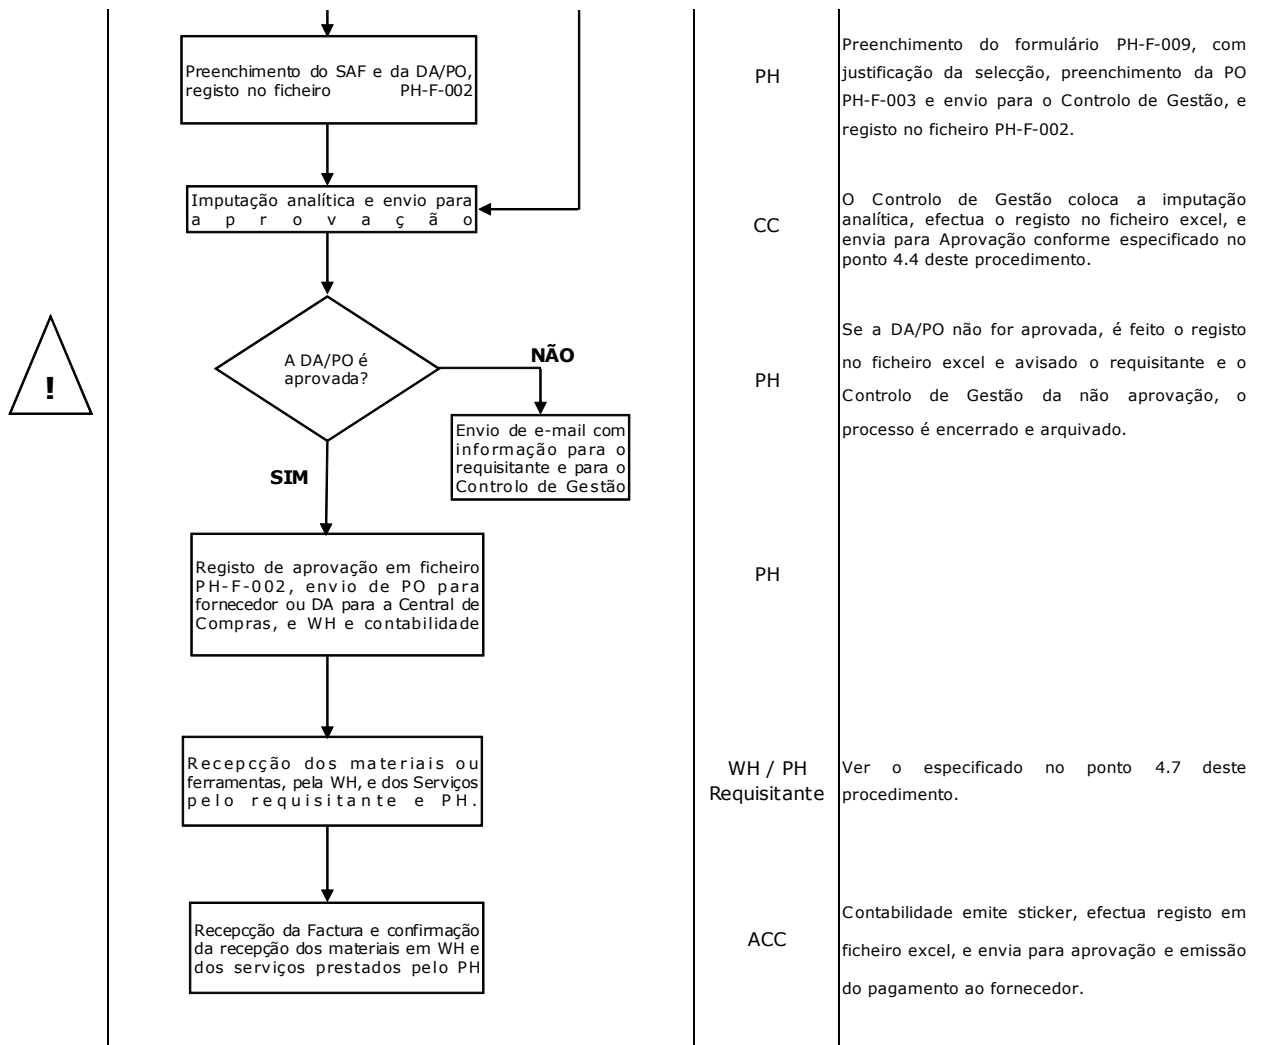 Preenchimento do SAF e da DA/PO,
registo no ficheiro PH-F-002
PH
Preenchimento do formulário PH-F-009, com
justificação da selecção, preenchimento da PO
PH-F-003 e envio para o Controlo de Gestão, e
registo no ficheiro PH-F-002.
Imputação analítica e envio para
aprovação
CC
O Controlo de Gestão coloca a imputação
analítica, efectua o registo no ficheiro excel, e
envia para Aprovação conforme especificado no
ponto 4.4 deste procedimento.
!
A DA/PO é
aprovada?
NÃO
SIM
Envio de e-mail com
informação para o
requisitante e para o
Controlo de Gestão
PH
Se a DA/PO não for aprovada, é feito o registo
no ficheiro excel e avisado o requisitante e o
Controlo de Gestão da não aprovação, o
processo é encerrado e arquivado.
Registo de aprovação em ficheiro
PH-F-002, envio de PO para
fornecedor ou DA para a Central de
Compras, e WH e contabilidade
PH
Recepcção dos materiais ou
ferramentas, pela WH, e dos Serviços
pelo requisitante e PH.
WH / PH
Requisitante
Ver o especificado no ponto 4.7 deste
procedimento.
Recepcção da Factura e confirmação
da recepção dos materiais em WH e
dos serviços prestados pelo PH
ACC
Contabilidade emite sticker, efectua registo em
ficheiro excel, e envia para aprovação e emissão
do pagamento ao fornecedor.